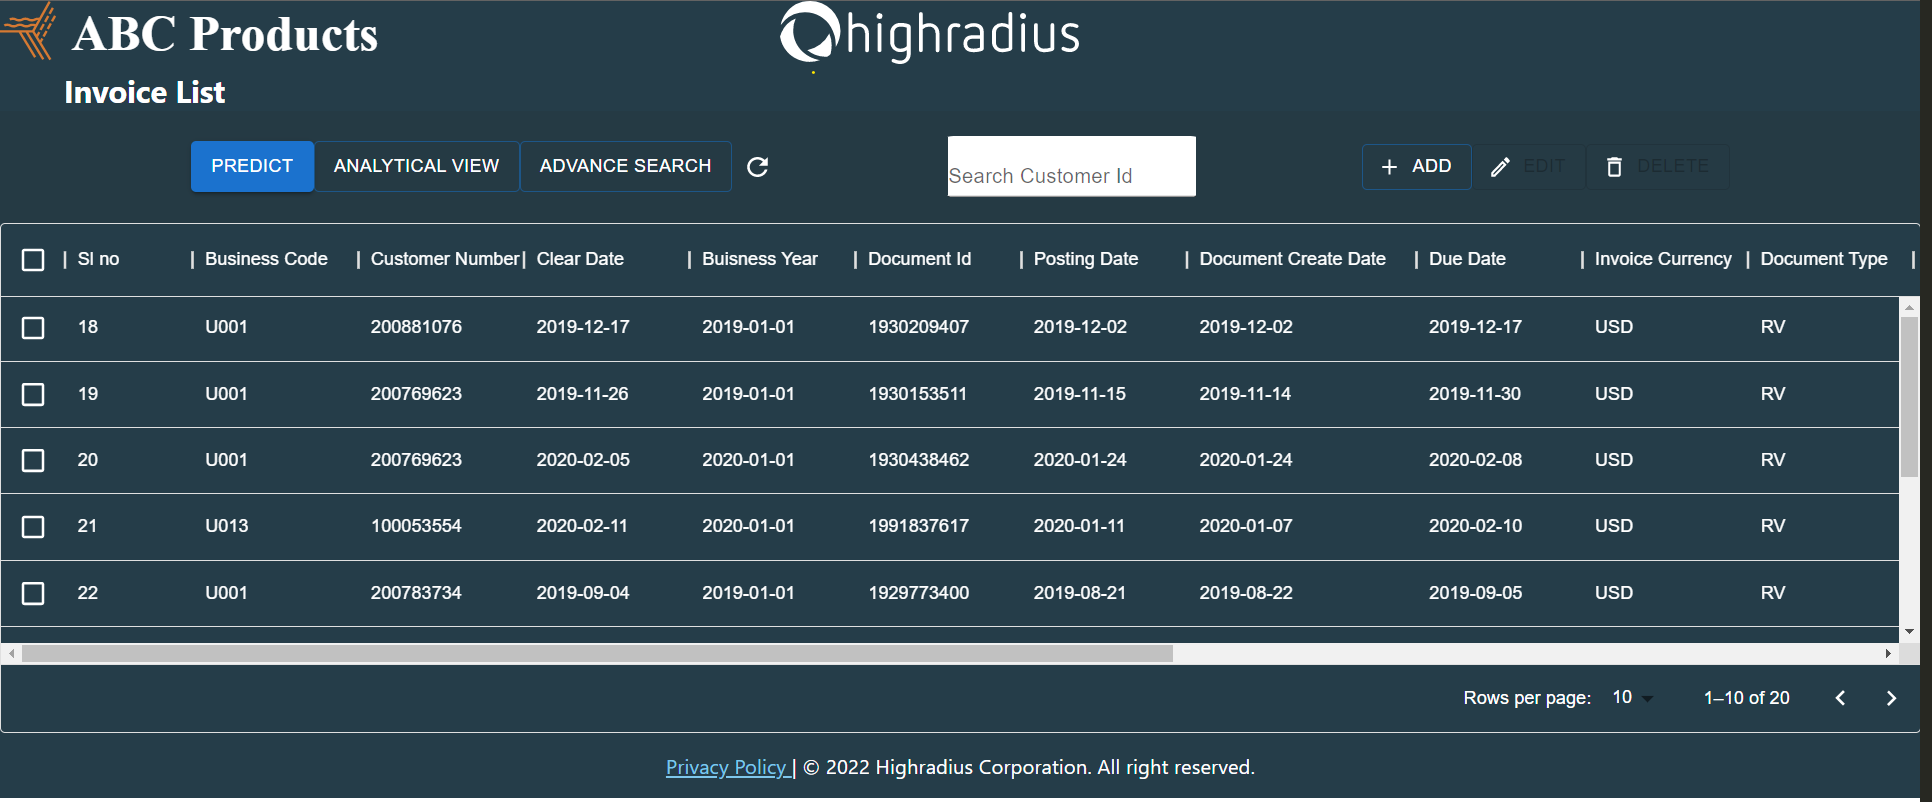 ABC Products
highradius
Invoice List
PREDICT ANALYTICAL VIEW ADVANCE SEARCH Search Customer Id ADD EDIT DELETE
Sl no Business Code Customer Number Clear Date Buisness Year Document Id Posting Date Document Create Date Due Date Invoice Currency Document Type
18 U001 200881076 2019-12-17 2019-01-01 1930209407 2019-12-02 2019-12-02 2019-12-17 USD RV
19 U001 200769623 2019-11-26 2019-01-01 1930153511 2019-11-15 2019-11-14 2019-11-30 USD RV
20 U001 200769623 2020-02-05 2020-01-01 1930438462 2020-01-24 2020-01-24 2020-02-08 USD RV
21 U013 100053554 2020-02-11 2020-01-01 1991837617 2020-01-11 2020-01-07 2020-02-10 USD RV
22 U001 200783734 2019-09-04 2019-01-01 1929773400 2019-08-21 2019-08-22 2019-09-05 USD RV
Rows per page: 10 1–10 of 20
Privacy Policy | © 2022 Highradius Corporation. All right reserved.